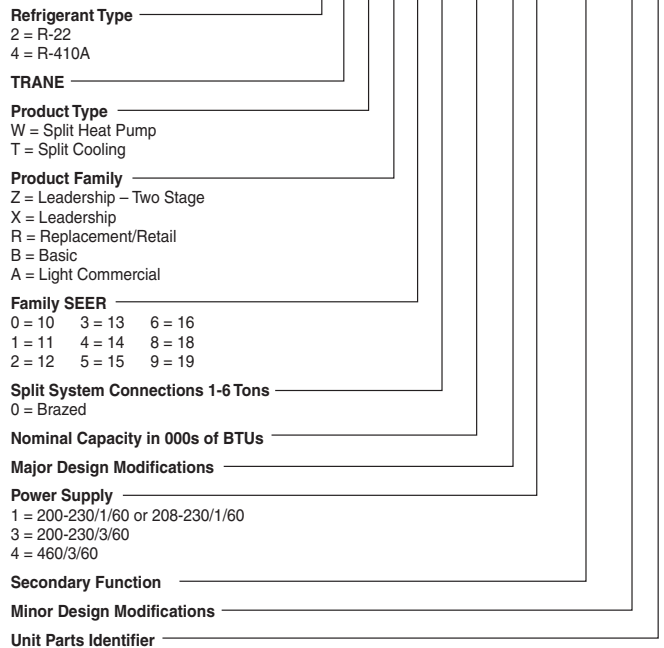 Refrigerant Type
2 = R-22
4 = R-410A
TRANE
Product Type
W = Split Heat Pump
T = Split Cooling
Product Family
Z = Leadership – Two Stage
X = Leadership
R = Replacement/Retail
B = Basic
A = Light Commercial
Family SEER
0 = 10 3 = 13 6 = 16
1 = 11 4 = 14 8 = 18
2 = 12 5 = 15 9 = 19
Split System Connections 1-6 Tons
0 = Brazed
Nominal Capacity in 000s of BTUs
Major Design Modifications
Power Supply
1 = 200-230/1/60 or 208-230/1/60
3 = 200-230/3/60
4 = 460/3/60
Secondary Function
Minor Design Modifications
Unit Parts Identifier